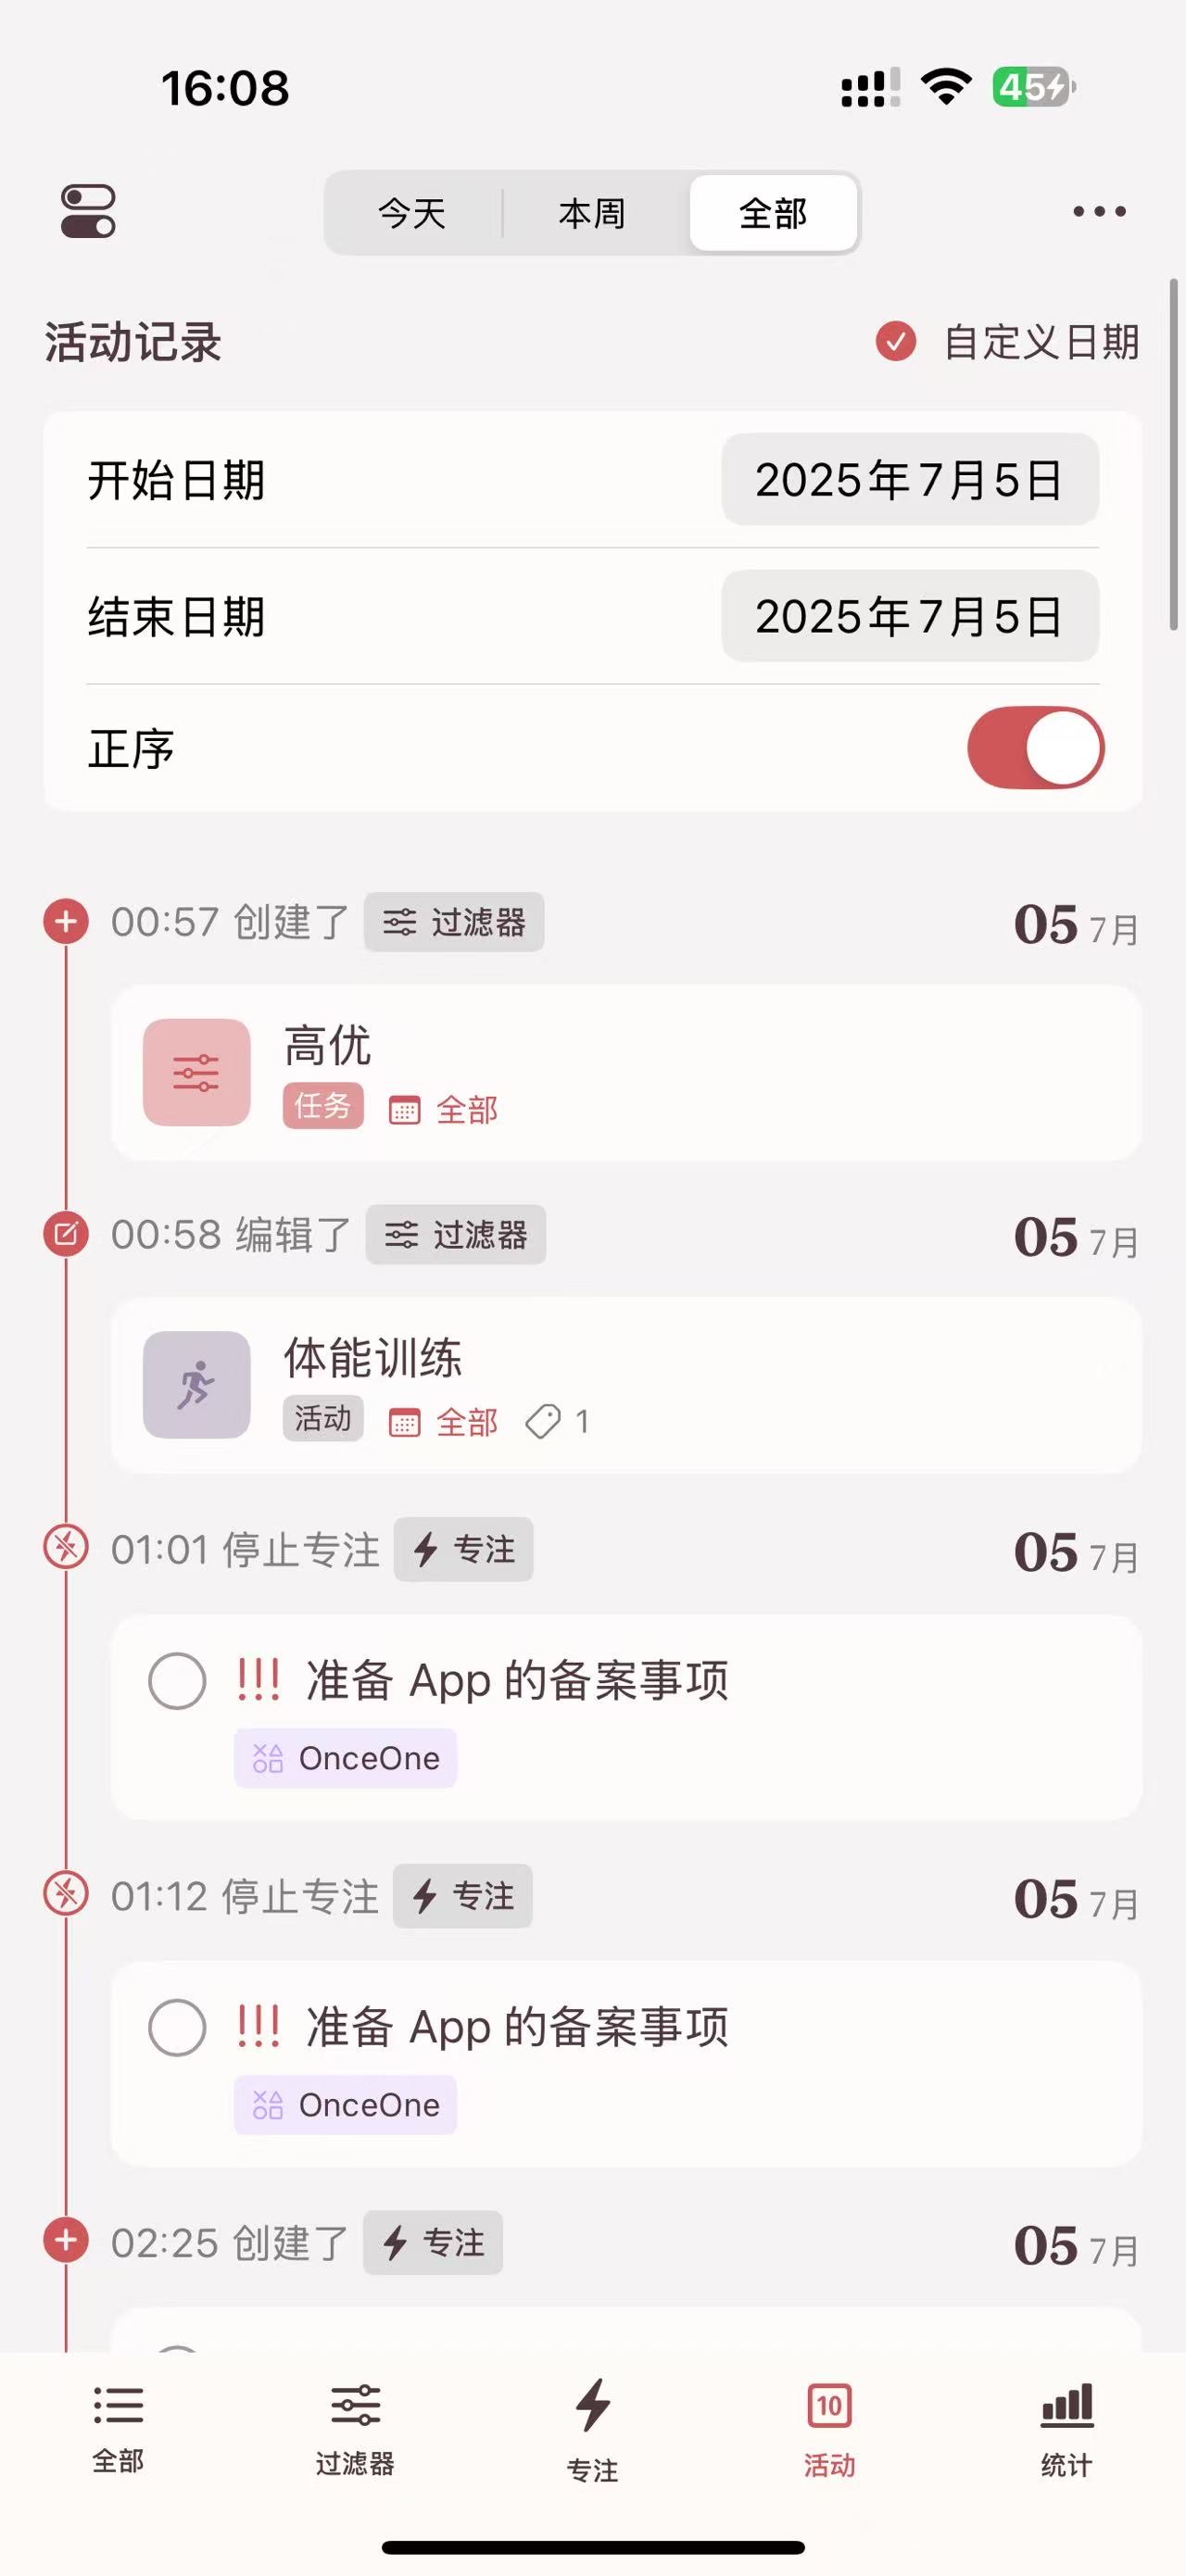 16:08 45
今天 本周 全部
活动记录 自定义日期
开始日期 2025年7月5日
结束日期 2025年7月5日
正序
00:57 创建了 过滤器 05 7月
高优
任务 全部
00:58 编辑了 过滤器 05 7月
体能训练
活动 全部 1
01:01 停止专注 专注 05 7月
!!! 准备 App 的备案事项
OnceOne
01:12 停止专注 专注 05 7月
!!! 准备 App 的备案事项
OnceOne
02:25 创建了 专注 05 7月
10
全部 过滤器 专注 活动 统计